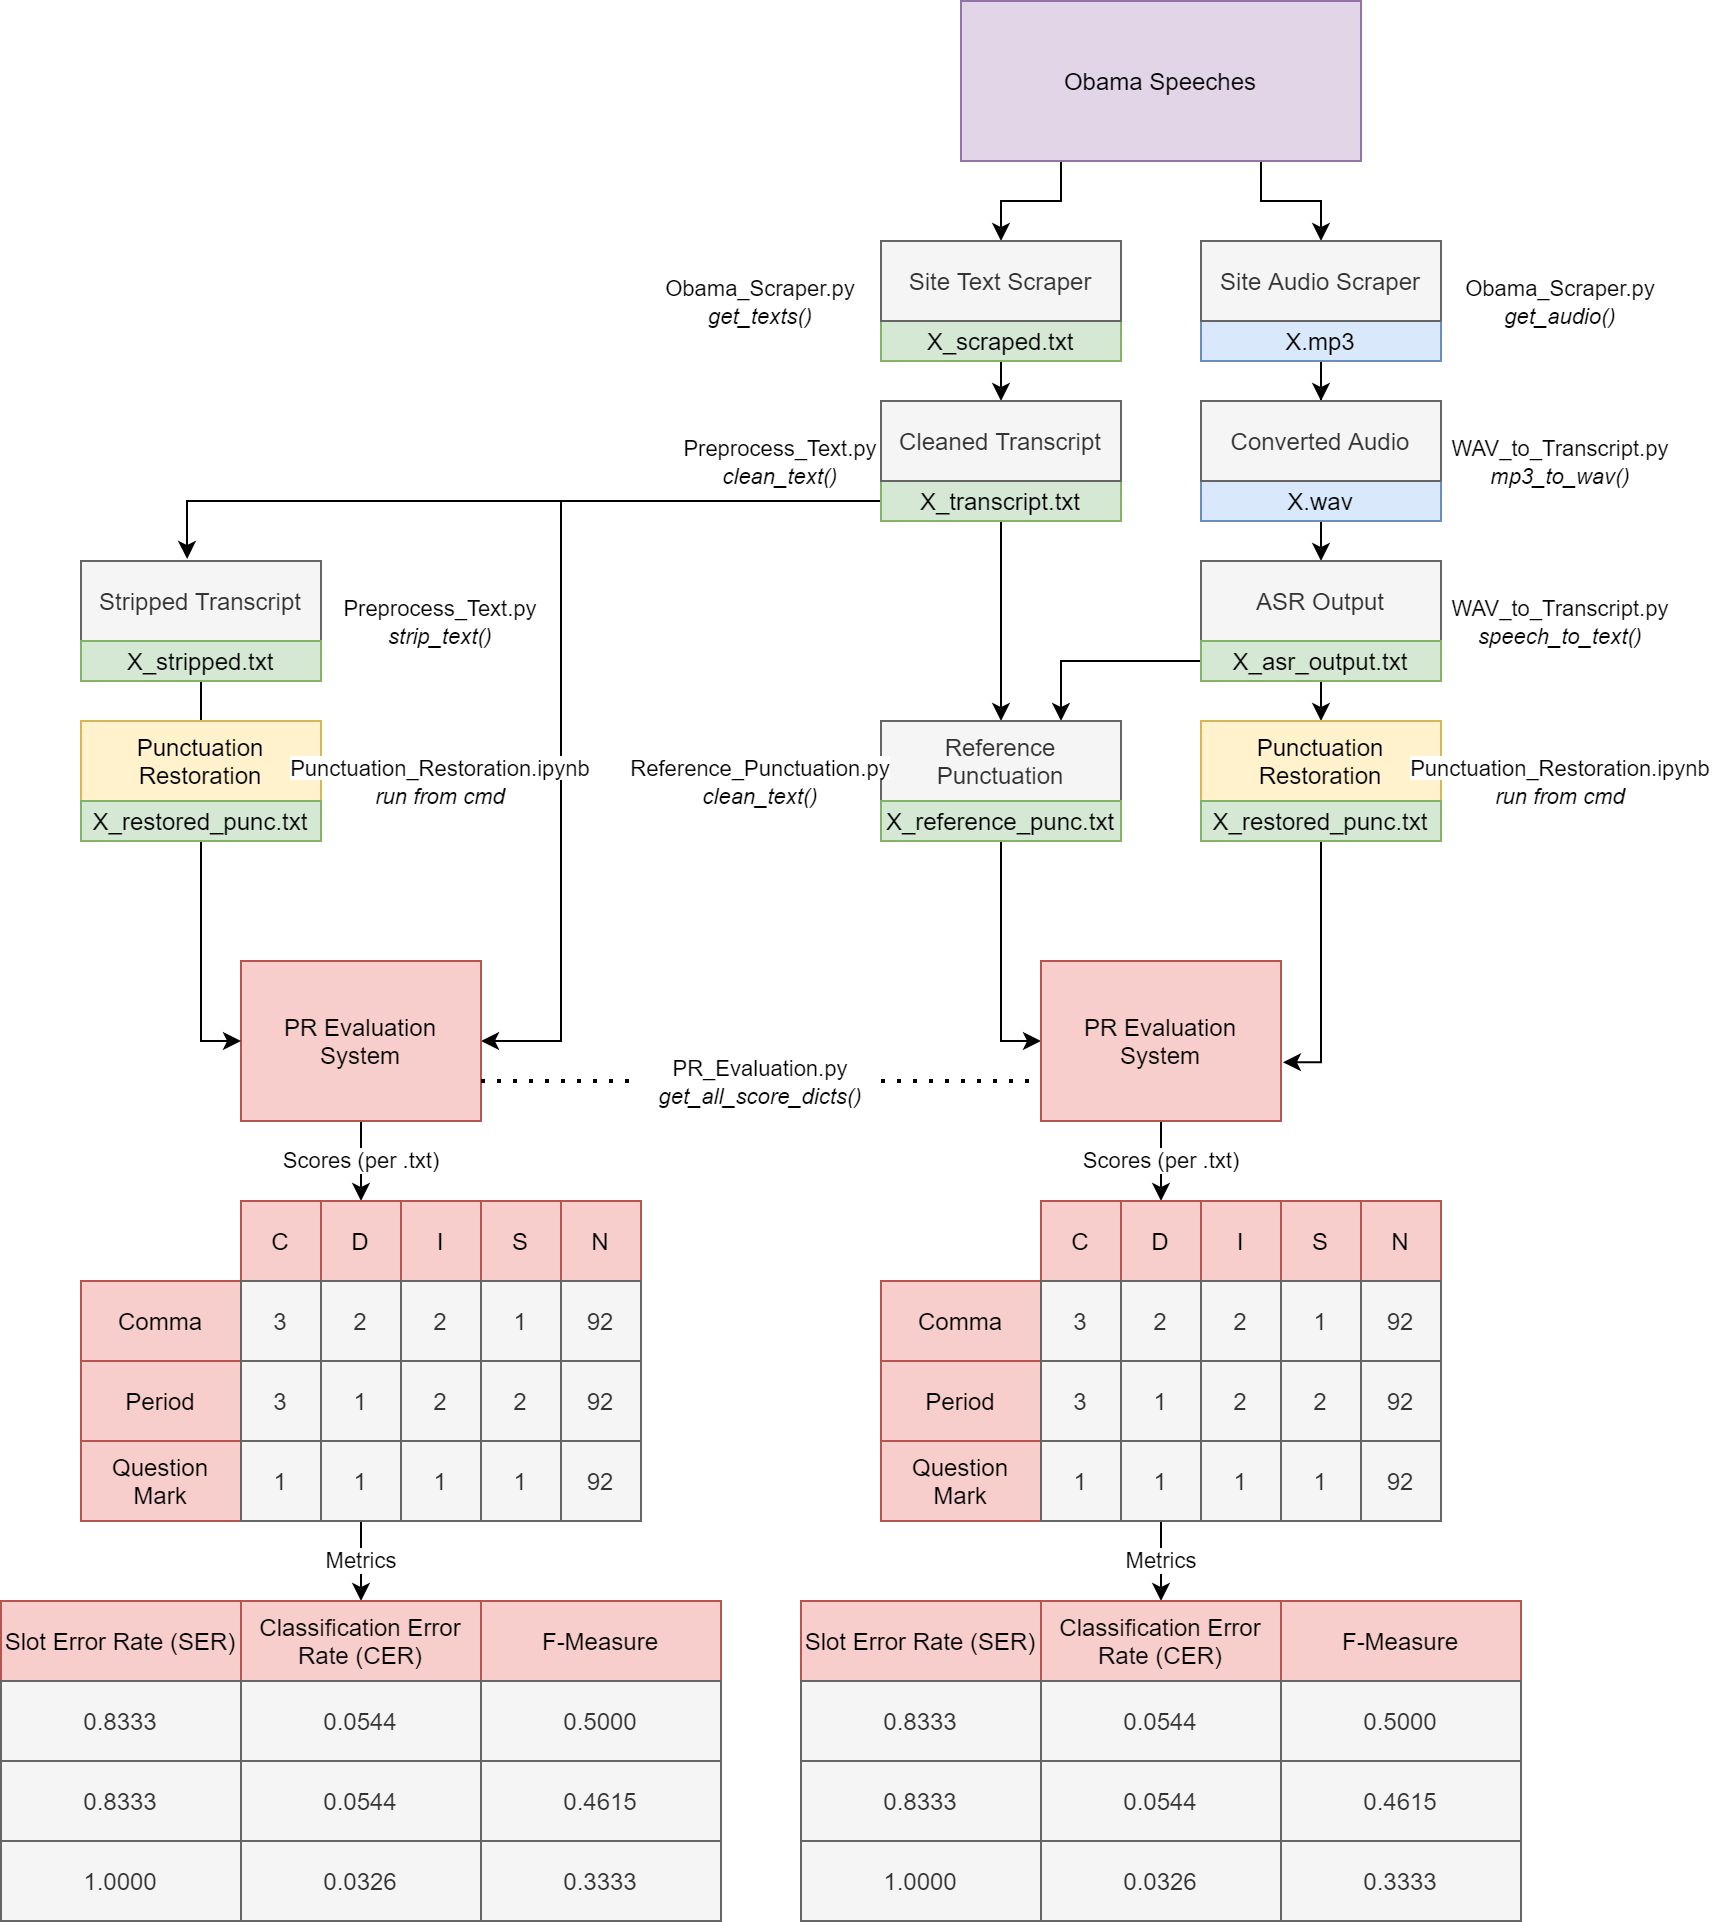 Obama Speeches
Obama_Scraper.py
get_texts()
Site Text Scraper
X_scraped.txt
Site Audio Scraper
X.mp3
Obama_Scraper.py
get_audio()
Preprocess_Text.py
clean_text()
Cleaned Transcript
X_transcript.txt
Converted Audio
X.wav
WAV_to_Transcript.py
mp3_to_wav()
Stripped Transcript
X_stripped.txt
Preprocess_Text.py
strip_text()
ASR Output
X_asr_output.txt
WAV_to_Transcript.py
speech_to_text()
Punctuation
Restoration
X_restored_punc.txt
Punctuation_Restoration.ipynb
run from cmd
Reference_Punctuation.py
clean_text()
Reference
Punctuation
X_reference_punc.txt
Punctuation
Restoration
X_restored_punc.txt
Punctuation_Restoration.ipynb
run from cmd
PR Evaluation
System
PR_Evaluation.py
get_all_score_dicts()
PR Evaluation
System
Scores (per .txt)
C D I S N
Comma 3 2 2 1 92
Period 3 1 2 2 92
Question
Mark
1 1 1 1 92
Metrics
Slot Error Rate (SER)
Classification Error
Rate (CER)
F-Measure
0.8333 0.0544 0.5000
0.8333 0.0544 0.4615
1.0000 0.0326 0.3333
Scores (per .txt)
C D I S N
Comma 3 2 2 1 92
Period 3 1 2 2 92
Question
Mark
1 1 1 1 92
Metrics
Slot Error Rate (SER)
Classification Error
Rate (CER)
F-Measure
0.8333 0.0544 0.5000
0.8333 0.0544 0.4615
1.0000 0.0326 0.3333